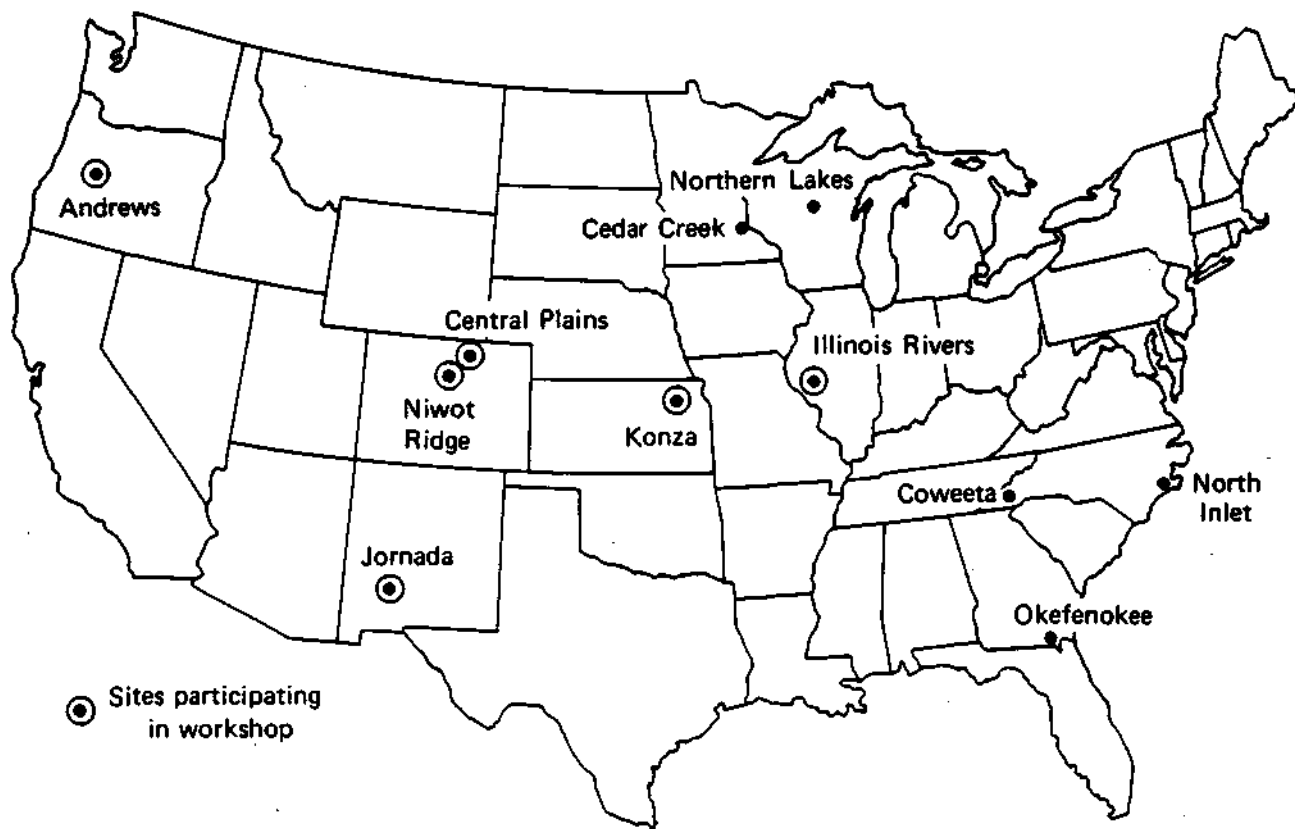 Northern Lakes
Andrews
Cedar Creek
Central Plains
Illinois Rivers
Niwot
Ridge
Konza
Coweeta
North
Inlet
Jornada
Okefenokee
Sites participating
in workshop